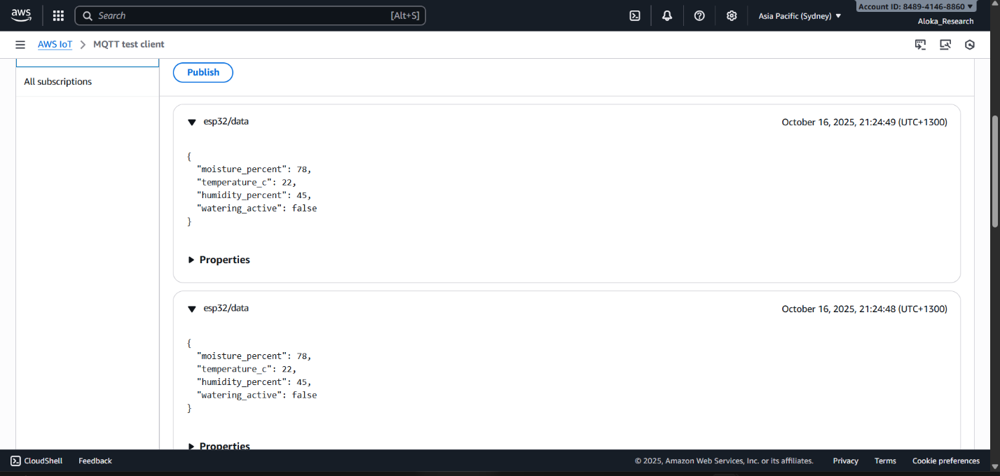 aws
Search
[Alt+S]
Asia Pacific (Sydney)
Account ID: 8489-4146-8860
Aloka_Research
AWS IoT
MQTT test client
All subscriptions
Publish
esp32/data
October 16, 2025, 21:24:49 (UTC+1300)
{
"moisture_percent": 78,
"temperature_c": 22,
"humidity_percent": 45,
"watering_active": false
}
Properties
esp32/data
October 16, 2025, 21:24:48 (UTC+1300)
{
"moisture_percent": 78,
"temperature_c": 22,
"humidity_percent": 45,
"watering_active": false
}
Properties
CloudShell
Feedback
© 2025, Amazon Web Services, Inc. or its affiliates.
Privacy
Terms
Cookie preferences